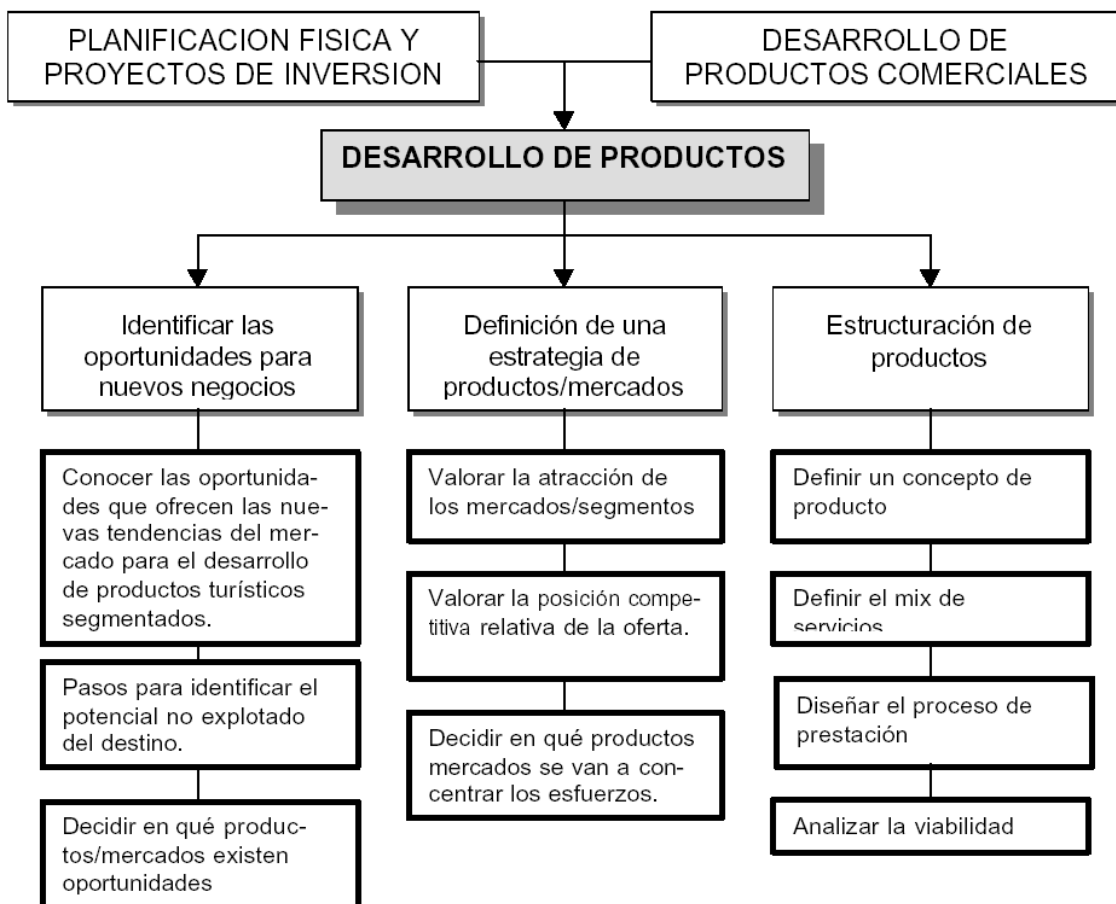 PLANIFICACION FISICA Y
PROYECTOS DE INVERSION
DESARROLLO DE
PRODUCTOS COMERCIALES
DESARROLLO DE PRODUCTOS
Identificar las
oportunidades para
nuevos negocios
Conocer las oportunida-
des que ofrecen las nue-
vas tendencias del mer-
cado para el desarrollo
de productos turísticos
segmentados.
Pasos para identificar el
potencial no explotado
del destino.
Decidir en qué produc-
tos/mercados existen
oportunidades
Definición de una
estrategia de
productos/mercados
Valorar la atracción de
los mercados/segmentos
Valorar la posición compe-
titiva relativa de la oferta.
Decidir en qué productos
mercados se van a con-
centrar los esfuerzos.
Estructuración de
productos
Definir un concepto de
producto
Definir el mix de
servicios
Diseñar el proceso de
prestación
Analizar la viabilidad